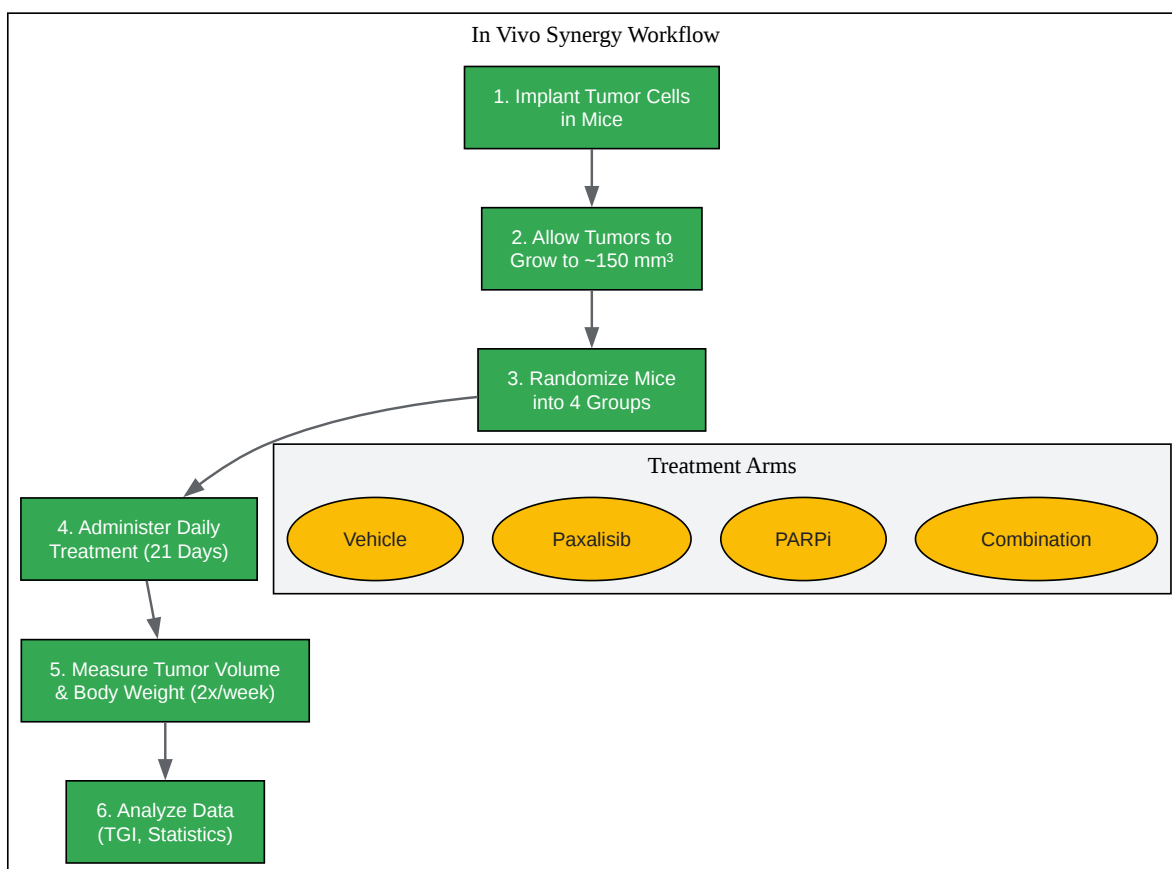 In Vivo Synergy Workflow
1. Implant Tumor Cells
in Mice
2. Allow Tumors to
Grow to ~150 mm³
3. Randomize Mice
into 4 Groups
Treatment Arms
4. Administer Daily
Treatment (21 Days)
Vehicle
Paxalisib
PARPi
Combination
5. Measure Tumor Volume
& Body Weight (2x/week)
6. Analyze Data
(TGI, Statistics)